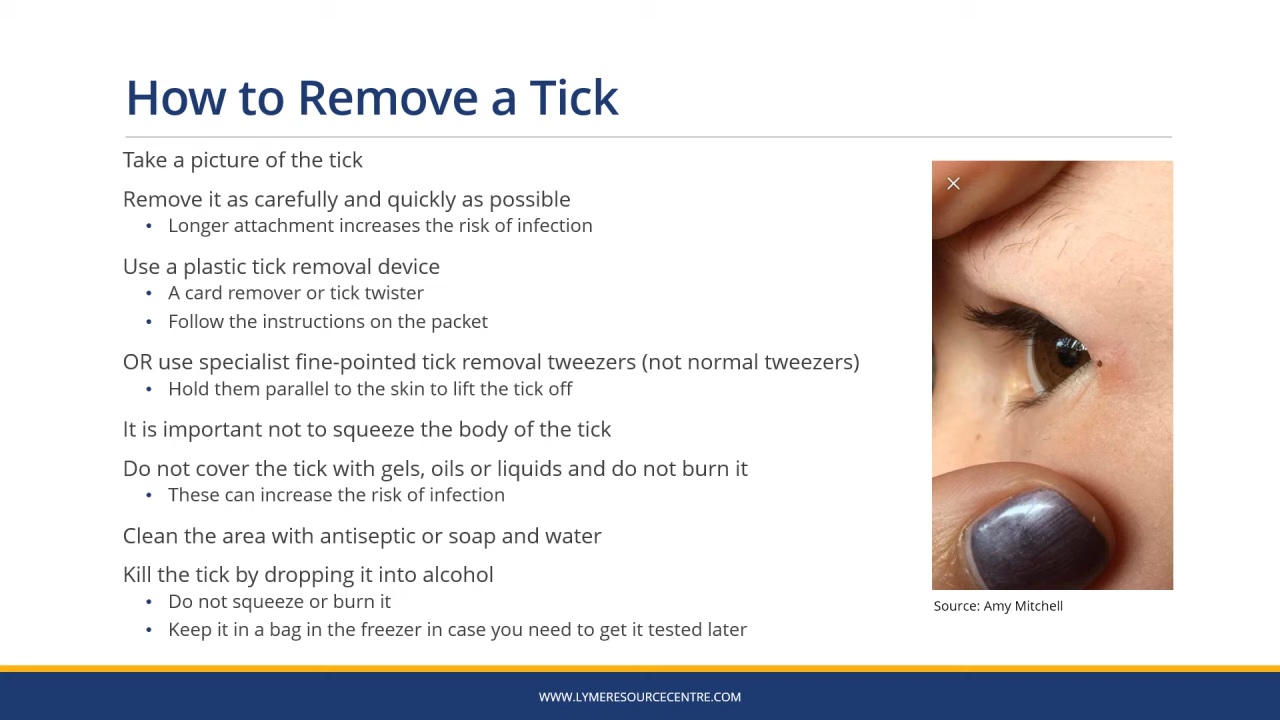 How to Remove a Tick
Take a picture of the tick
Remove it as carefully and quickly as possible
• Longer attachment increases the risk of infection
Use a plastic tick removal device
• A card remover or tick twister
• Follow the instructions on the packet
OR use specialist fine-pointed tick removal tweezers (not normal tweezers)
• Hold them parallel to the skin to lift the tick off
It is important not to squeeze the body of the tick
Do not cover the tick with gels, oils or liquids and do not burn it
• These can increase the risk of infection
Clean the area with antiseptic or soap and water
Kill the tick by dropping it into alcohol
• Do not squeeze or burn it
• Keep it in a bag in the freezer in case you need to get it tested later
Source: Amy Mitchell
WWW.LYMERESOURCECENTRE.COM